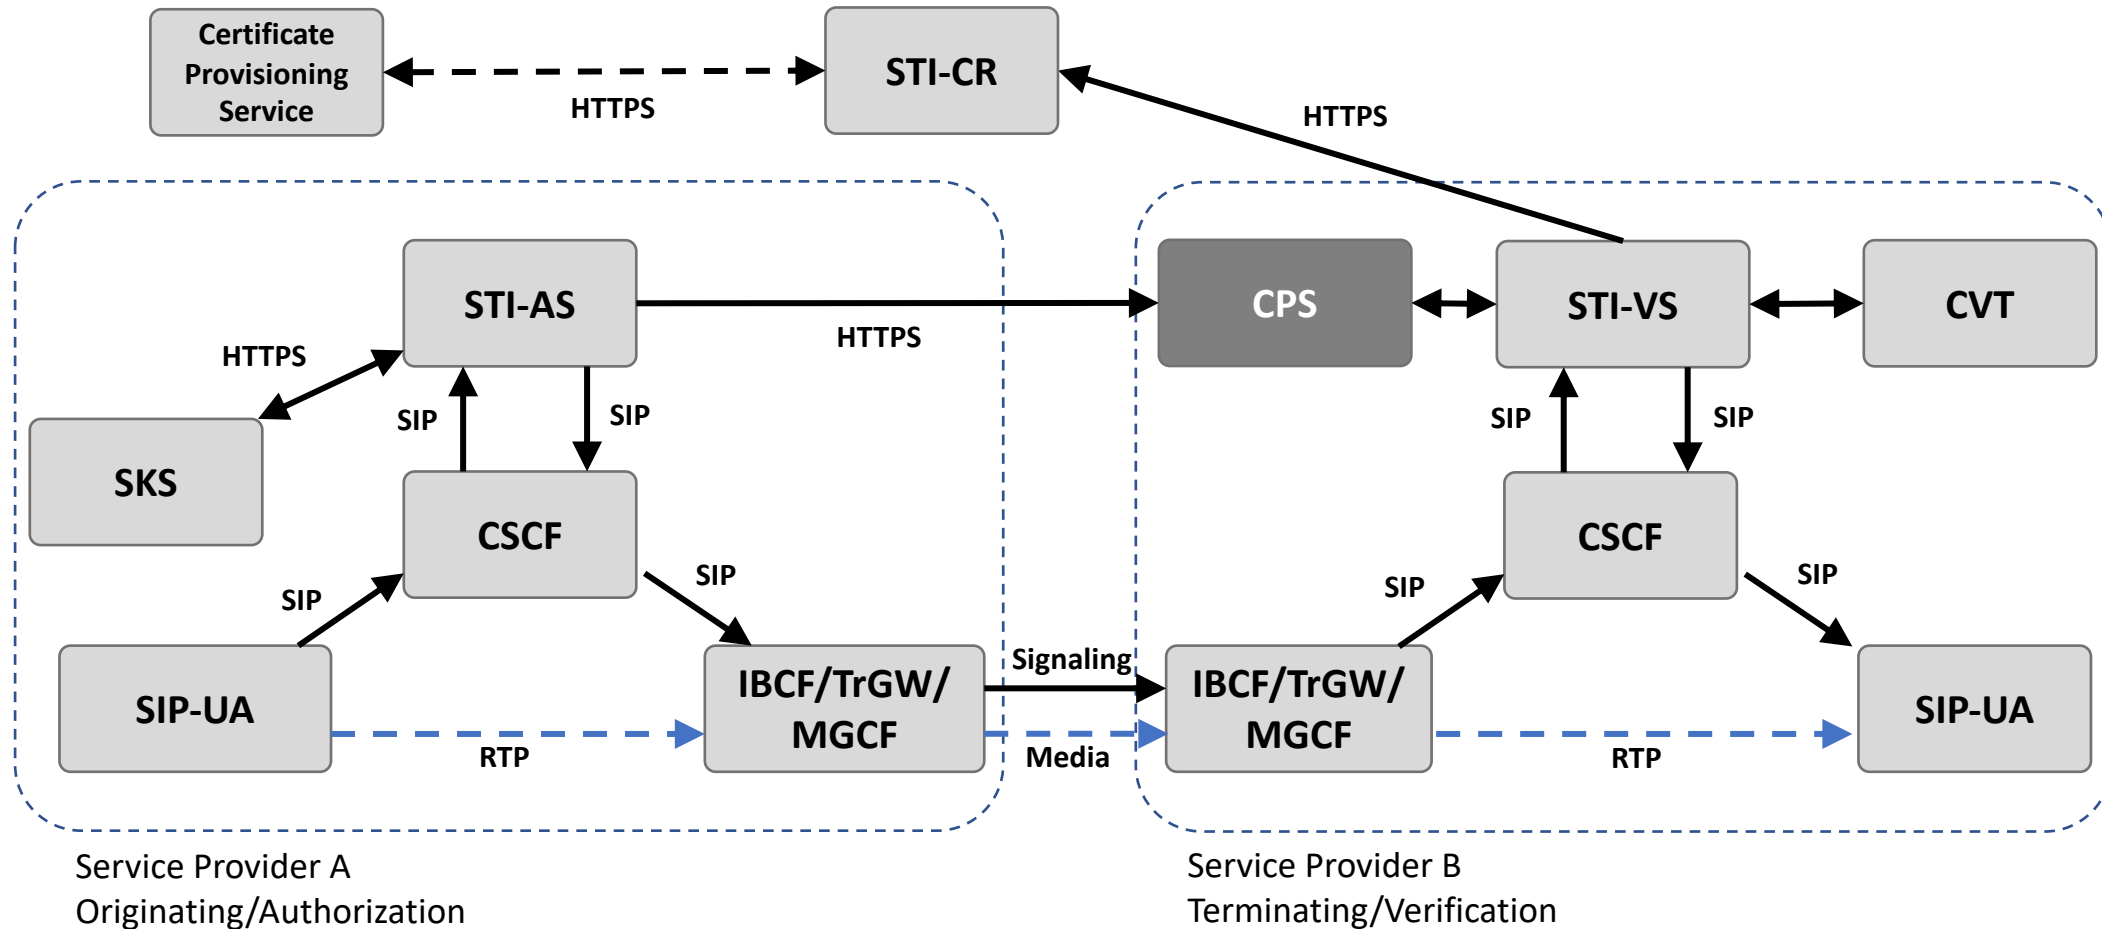 Certificate
Provisioning
Service
HTTPS
STI-CR
HTTPS
STI-AS
HTTPS
CPS
STI-VS
CVT
HTTPS
SIP
SIP
SIP
SIP
SKS
CSCF
CSCF
SIP
SIP
SIP
SIP
SIP-UA
RTP
IBCF/TrGW/
MGCF
Signaling
Media
IBCF/TrGW/
MGCF
RTP
SIP-UA
Service Provider A
Originating/Authorization
Service Provider B
Terminating/Verification